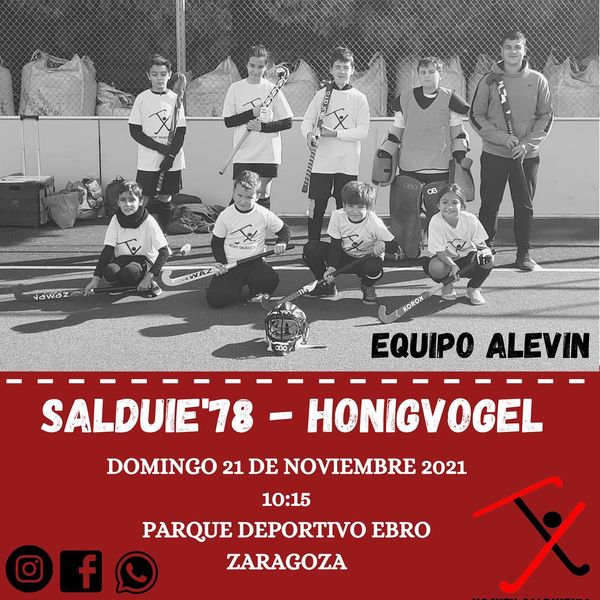 EQUIPO ALEVIN
SALDUIE'78 - HONIGVOGEL
DOMINGO 21 DE NOVIEMBRE 2021
10:15
PARQUE DEPORTIVO EBRO
ZARAGOZA